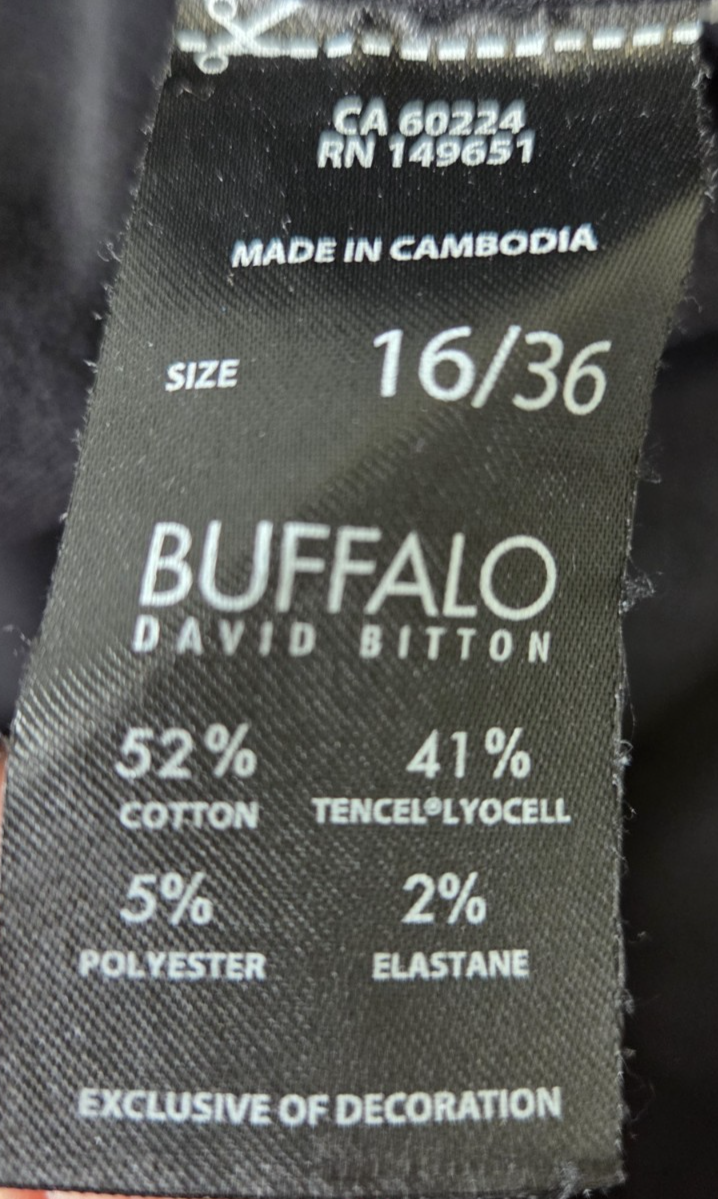 CA 60224
RN 149651
MADE IN CAMBODIA
SIZE 16/36
BUFFALO
DAVID BITTON
52% 41%
COTTON TENCEL®LYOCELL
5% 2%
POLYESTER ELASTANE
EXCLUSIVE OF DECORATION